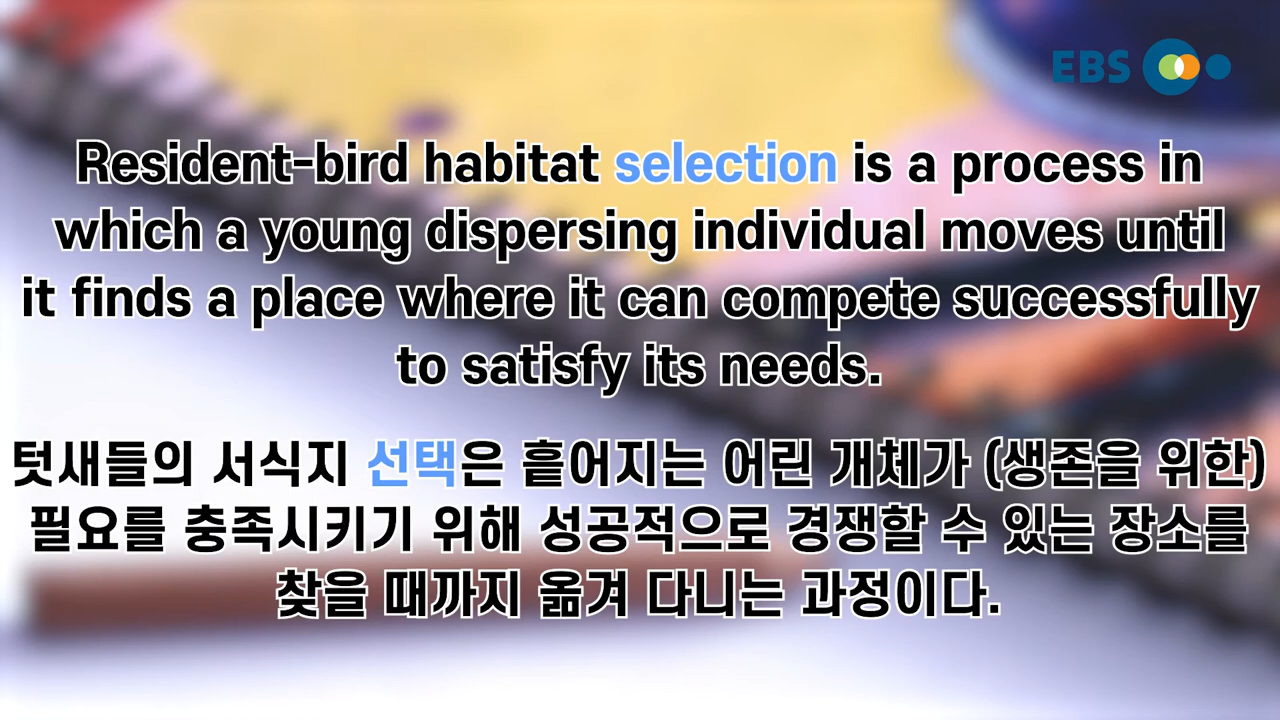 EBS
Resident-bird habitat selection is a process in
which a young dispersing individual moves until
it finds a place where it can compete successfully
to satisfy its needs.
텃새들의 서식지 선택은 흩어지는 어린 개체가 (생존을 위한)
필요를 충족시키기 위해 성공적으로 경쟁할 수 있는 장소를
찾을 때까지 옮겨 다니는 과정이다.